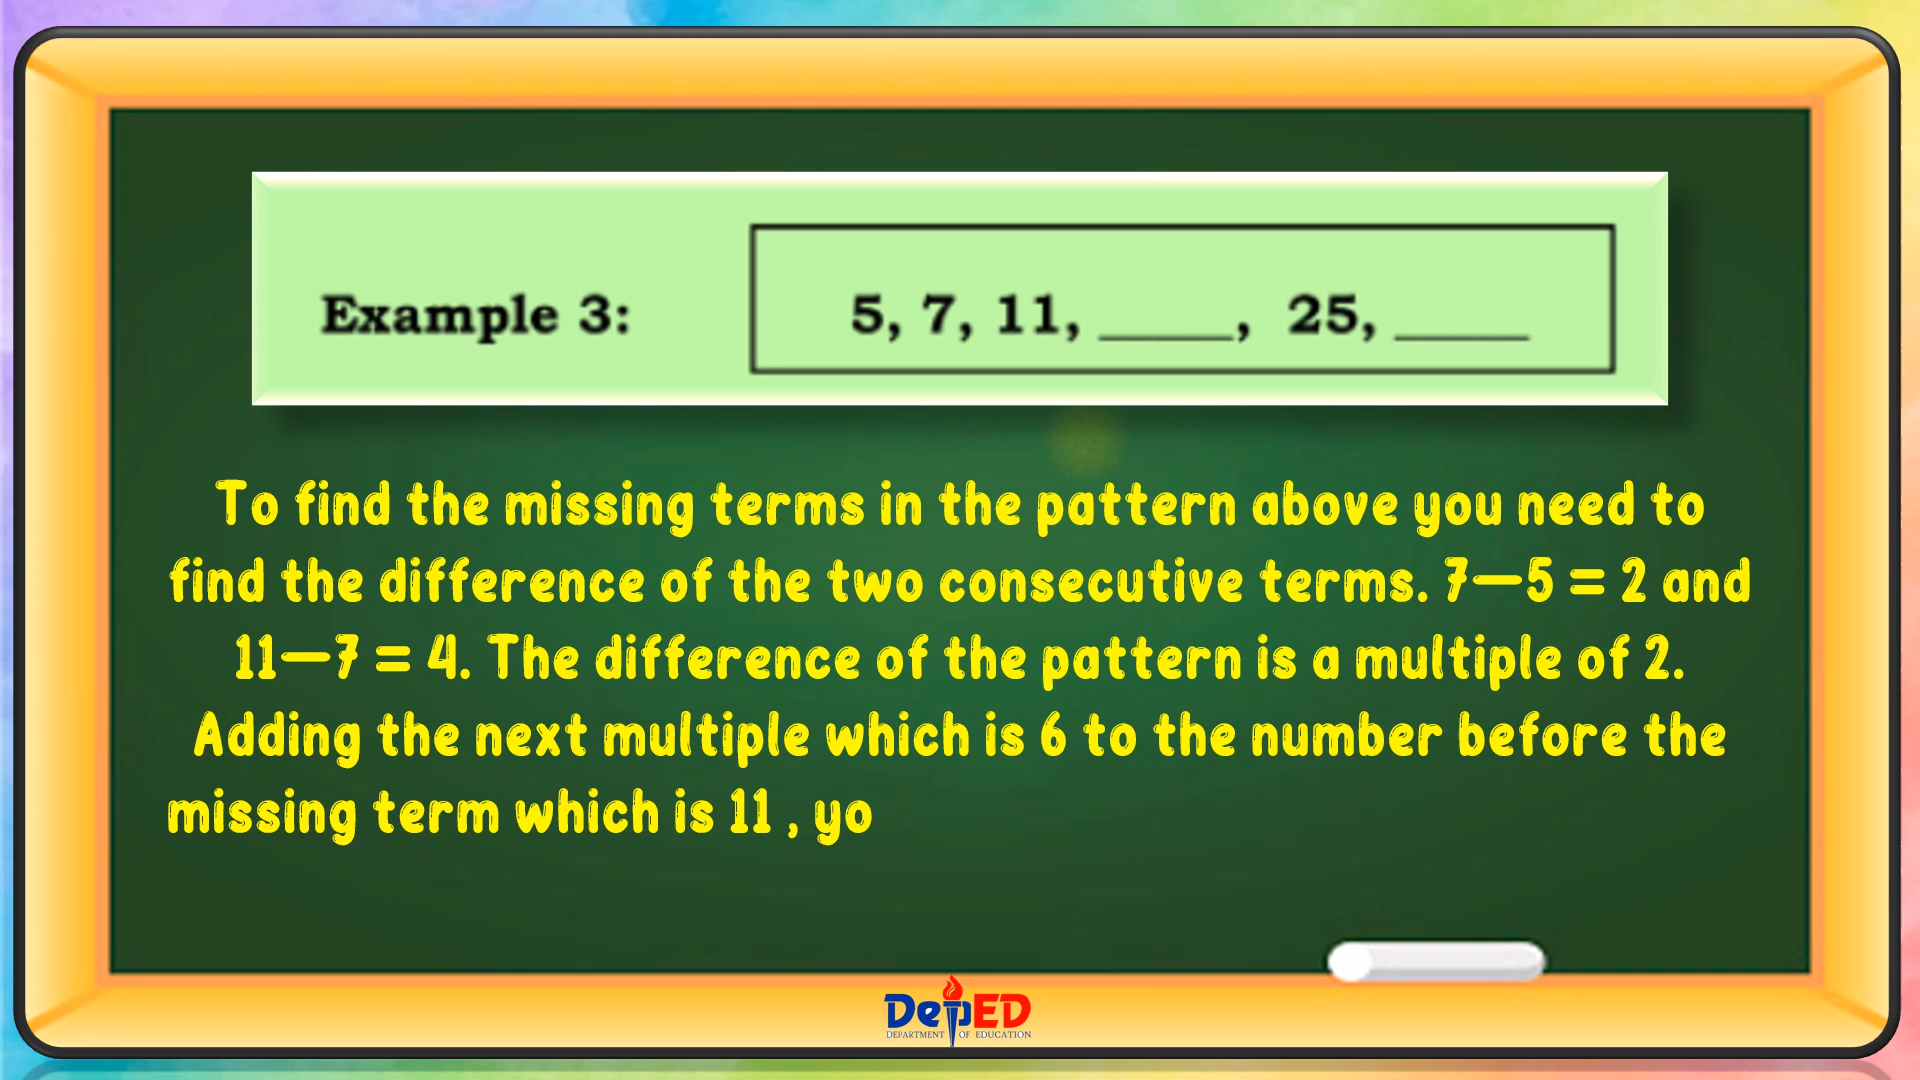 Example 3:
5, 7, 11, _____, 25, _____
To find the missing terms in the pattern above you need to
find the difference of the two consecutive terms. 7—5 = 2 and
11—7 = 4. The difference of the pattern is a multiple of 2.
Adding the next multiple which is 6 to the number before the
missing term which is 11 , yo
DepED
DEPARTMENT OF EDUCATION